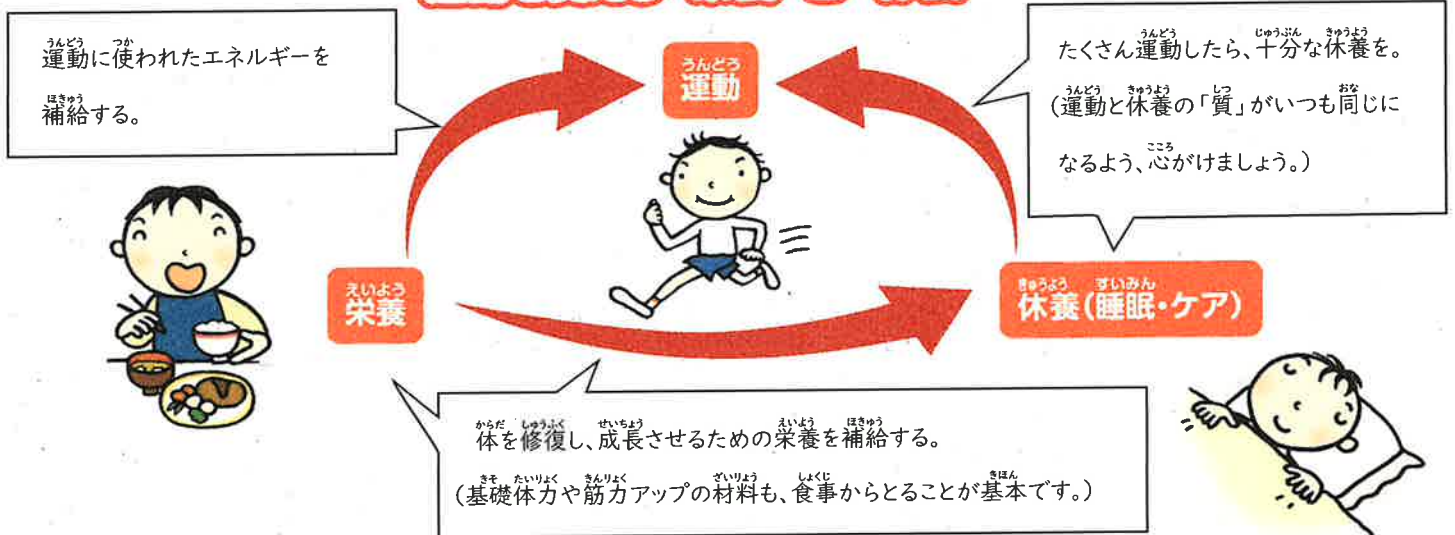 運動に使われたエネルギーを
補給する。
運動
たくさん運動したら、十分な休養を。
(運動と休養の「質」がいつも同じに
なるよう、心がけましょう。)
栄養
休養(睡眠・ケア)
体を修復し、成長させるための栄養を補給する。
(基礎体力や筋力アップの材料も、食事からとることが基本です。)